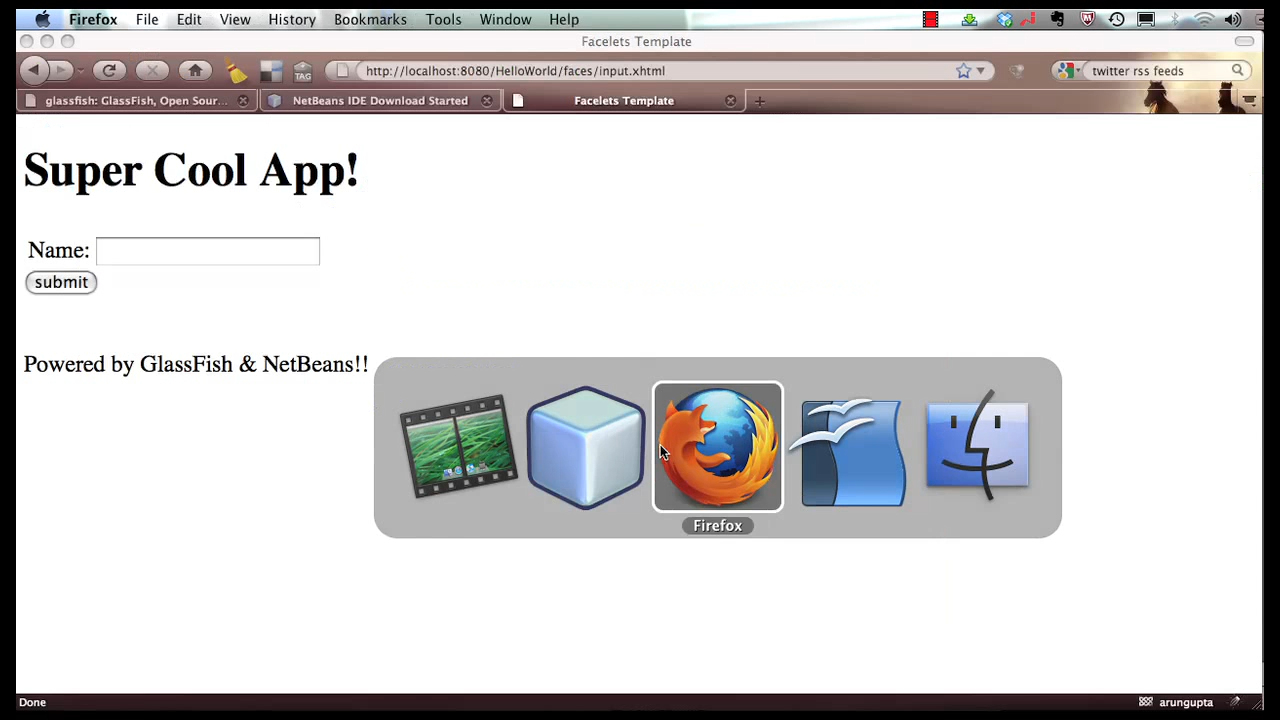 Firefox File Edit View History Bookmarks Tools Window Help
Facelets Template
TAG http://localhost:8080/HelloWorld/faces/input.xhtml twitter rss feeds
glassfish: GlassFish, Open Sour... NetBeans IDE Download Started Facelets Template
Super Cool App!
Name:
submit
Powered by GlassFish & NetBeans!!
Firefox
Done arungupta